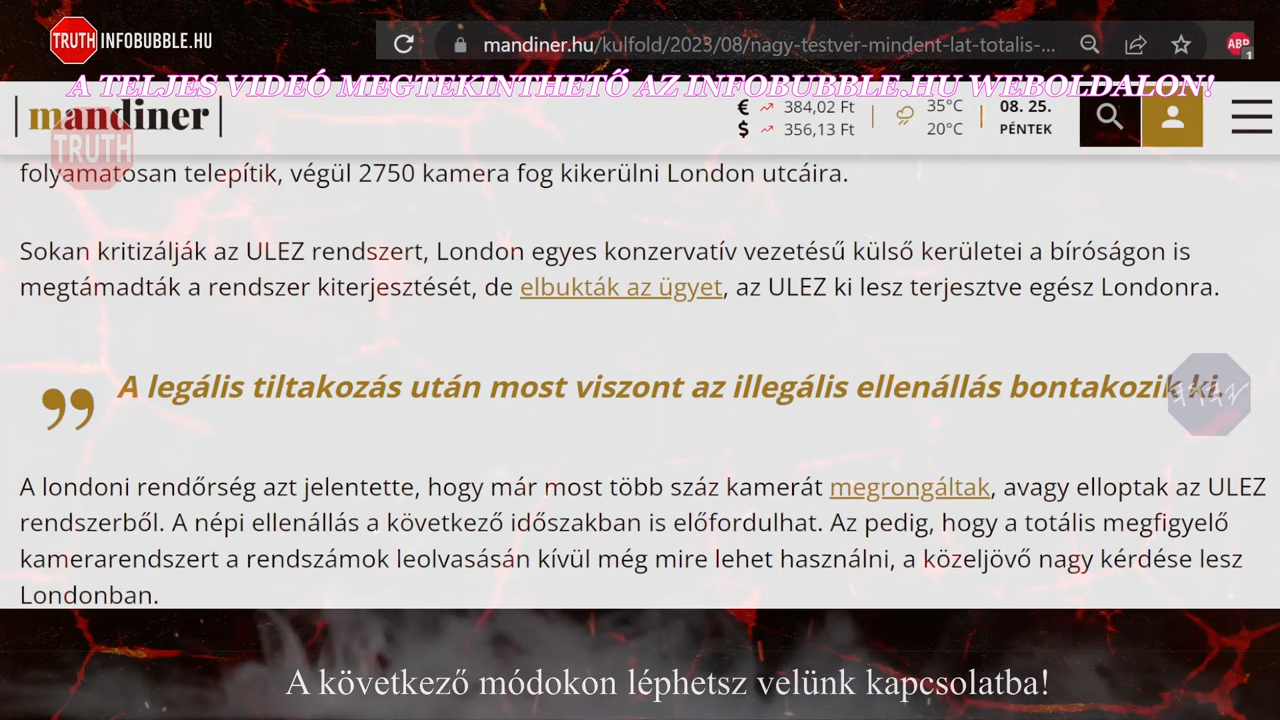 TRUTH INFOBUBBLE.HU
mandiner.hu/kulfold/2023/08/nagy-testver-mindent-lat-totalis-...
ABP
1
A TELJES VIDEÓ MEGTEKINTHETŐ AZ INFOBUBBLE.HU WEBOLDALON!
| mandiner |
€ 384,02 Ft
$ 356,13 Ft
35°C
20°C
08. 25.
PÉNTEK
TRUTH
folyamatosan telepítik, végül 2750 kamera fog kikerülni London utcáira.
Sokan kritizálják az ULEZ rendszert, London egyes konzervatív vezetésű külső kerületei a bíróságon is
megtámadták a rendszer kiterjesztését, de elbukták az ügyet, az ULEZ ki lesz terjesztve egész Londonra.
” A legális tiltakozás után most viszont az illegális ellenállás bontakozik ki.
A londoni rendőrség azt jelentette, hogy már most több száz kamerát megrongáltak, avagy elloptak az ULEZ
rendszerből. A népi ellenállás a következő időszakban is előfordulhat. Az pedig, hogy a totális megfigyelő
kamerarendszert a rendszámok leolvasásán kívül még mire lehet használni, a közeljövő nagy kérdése lesz
Londonban.
A következő módokon léphetsz velünk kapcsolatba!